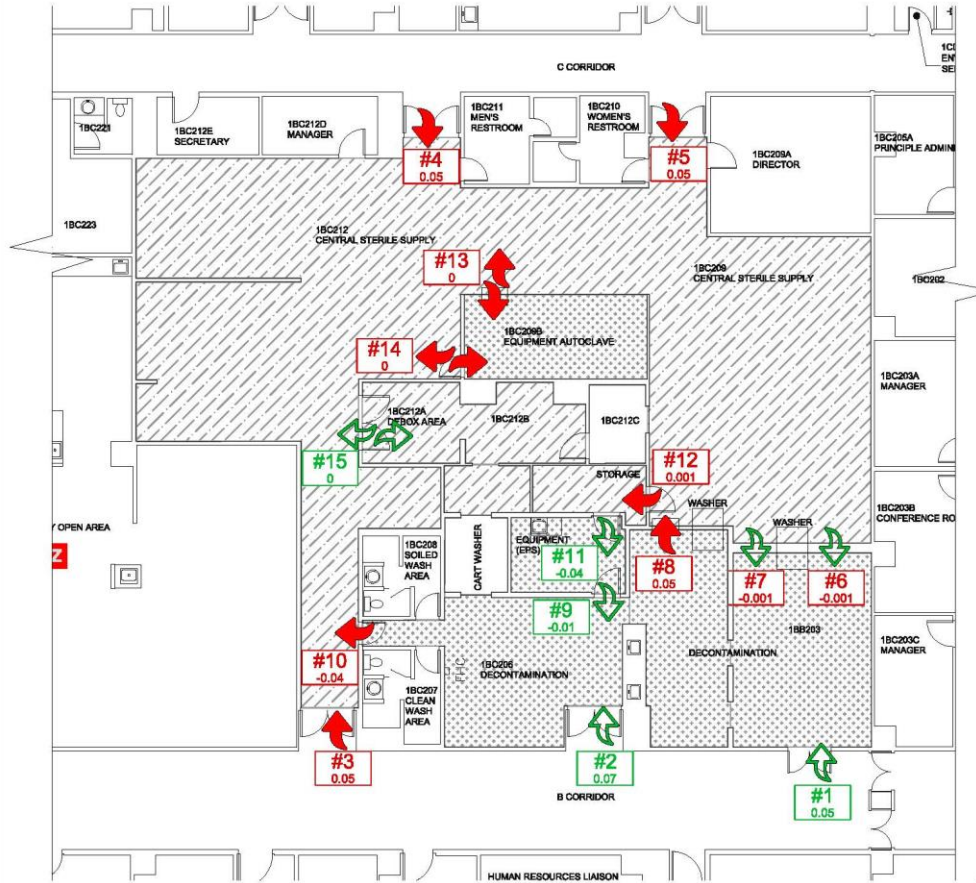 C CORRIDOR
1BC221
1BC212E
SECRETARY
1BC212D
MANAGER
1BC211
MEN'S
RESTROOM
1BC210
WOMEN'S
RESTROOM
#4
0.05
#5
0.05
1BC209A
DIRECTOR
1BC205A
PRINCIPLE ADMINI
1BC223
1BC212
CENTRAL STERILE SUPPLY
#13
0
1BC209
CENTRAL STERILE SUPPLY
1BC202
1BC209B
EQUIPMENT AUTOCLAVE
#14
0
1BC203A
MANAGER
1BC212A
DEBOX AREA
1BC212B
1BC212C
#15
0
STORAGE
#12
0.001
WASHER
WASHER
1BC203B
CONFERENCE RO
Y OPEN AREA
Z
1BC208
SOILED
WASH
AREA
CART WASHER
EQUIPMENT
(EPS)
#11
-0.04
#8
0.05
#7
-0.001
#6
-0.001
#9
-0.01
1BB203
1BC203C
MANAGER
#10
-0.04
1BC206
DECONTAMINATION
FHC
DECONTAMINATION
1BC207
CLEAN
WASH
AREA
#3
0.05
#2
0.07
#1
0.05
B CORRIDOR
HUMAN RESOURCES LIAISON